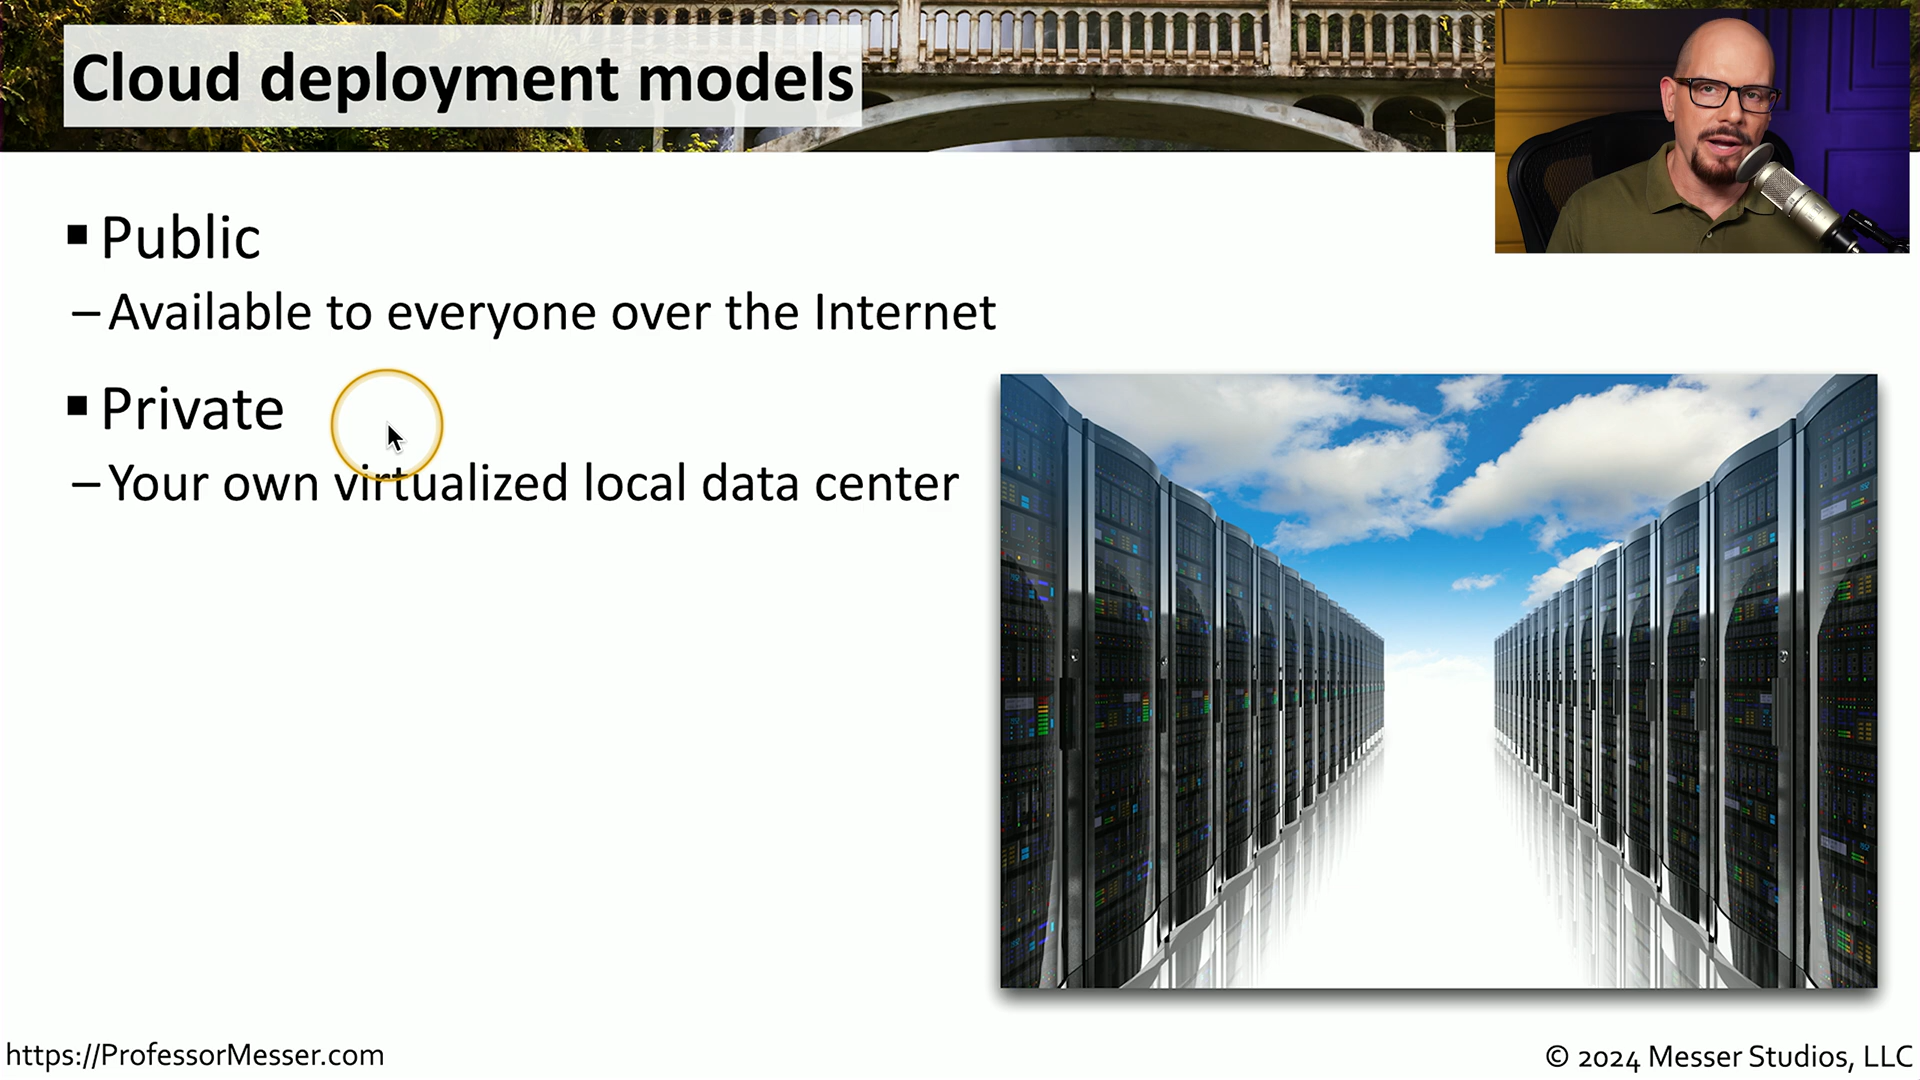 Cloud deployment models
▪ Public
– Available to everyone over the Internet
▪ Private
– Your own virtualized local data center
https://ProfessorMesser.com
© 2024 Messer Studios, LLC